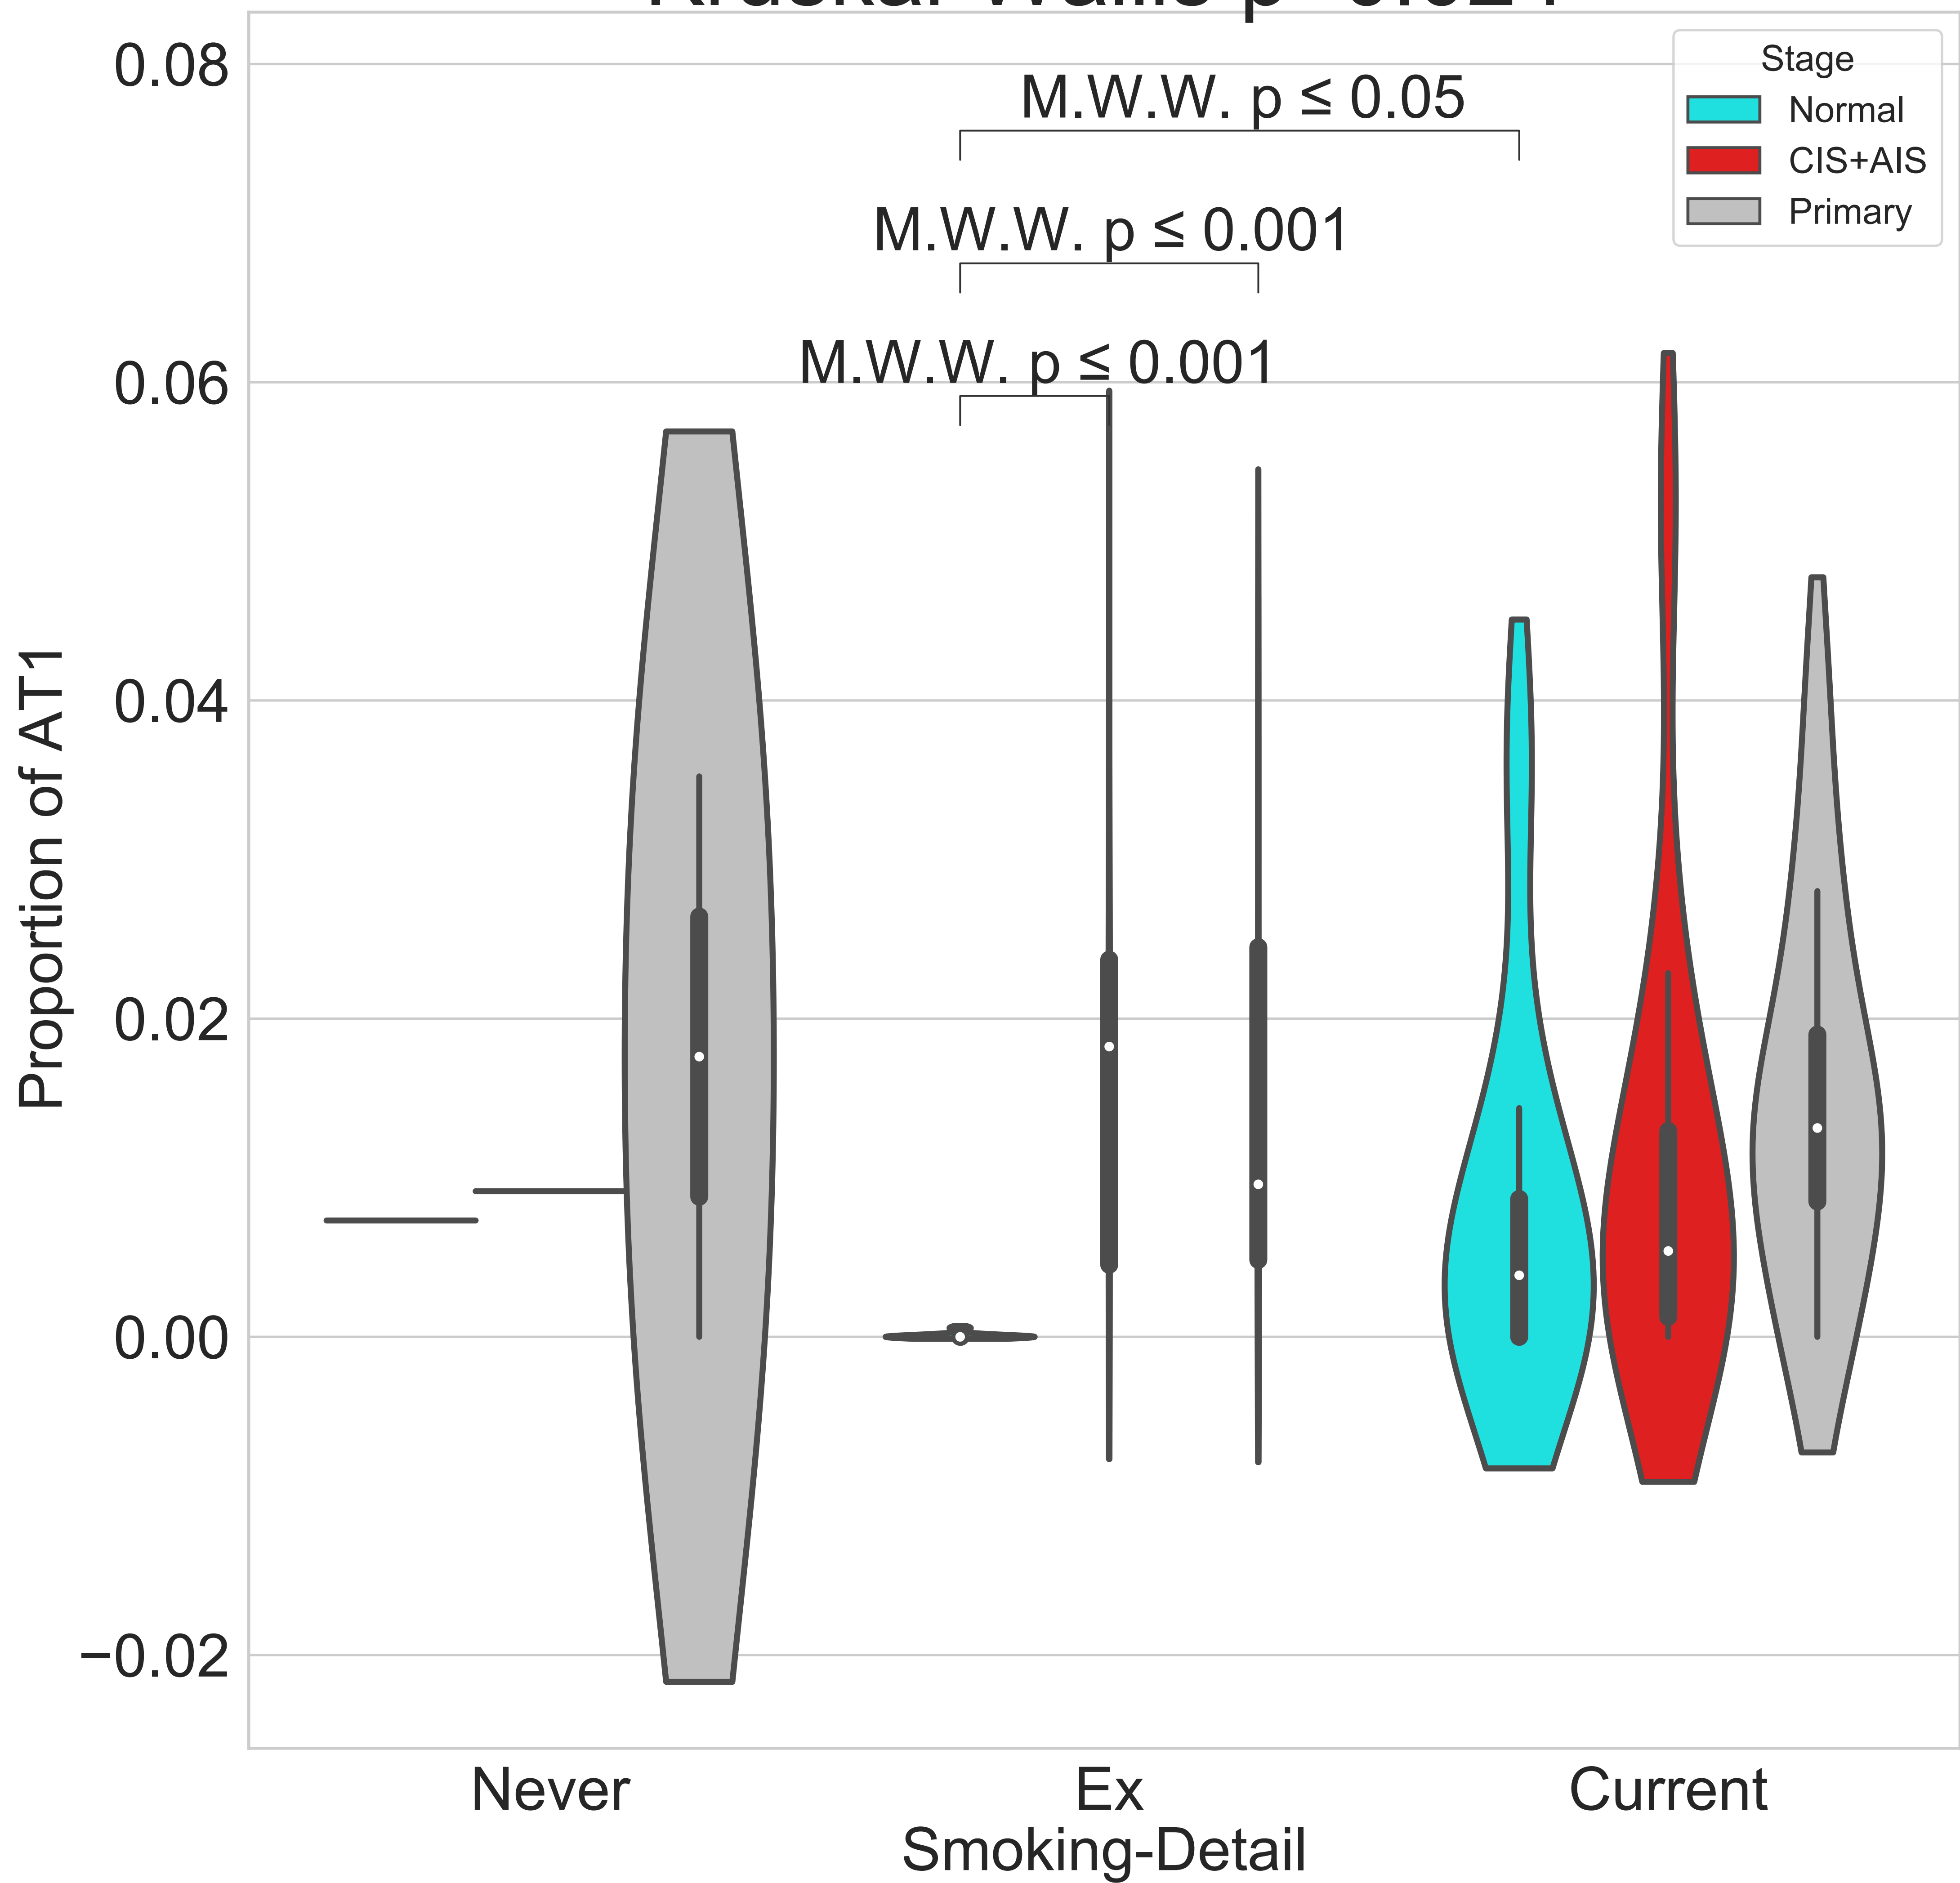 0.08
0.06
0.04
0.02
0.00
−0.02
Proportion of AT1
M.W.W. p ≤ 0.05
M.W.W. p ≤ 0.001
M.W.W. p ≤ 0.001
Stage
Normal
CIS+AIS
Primary
Never
Ex
Current
Smoking-Detail